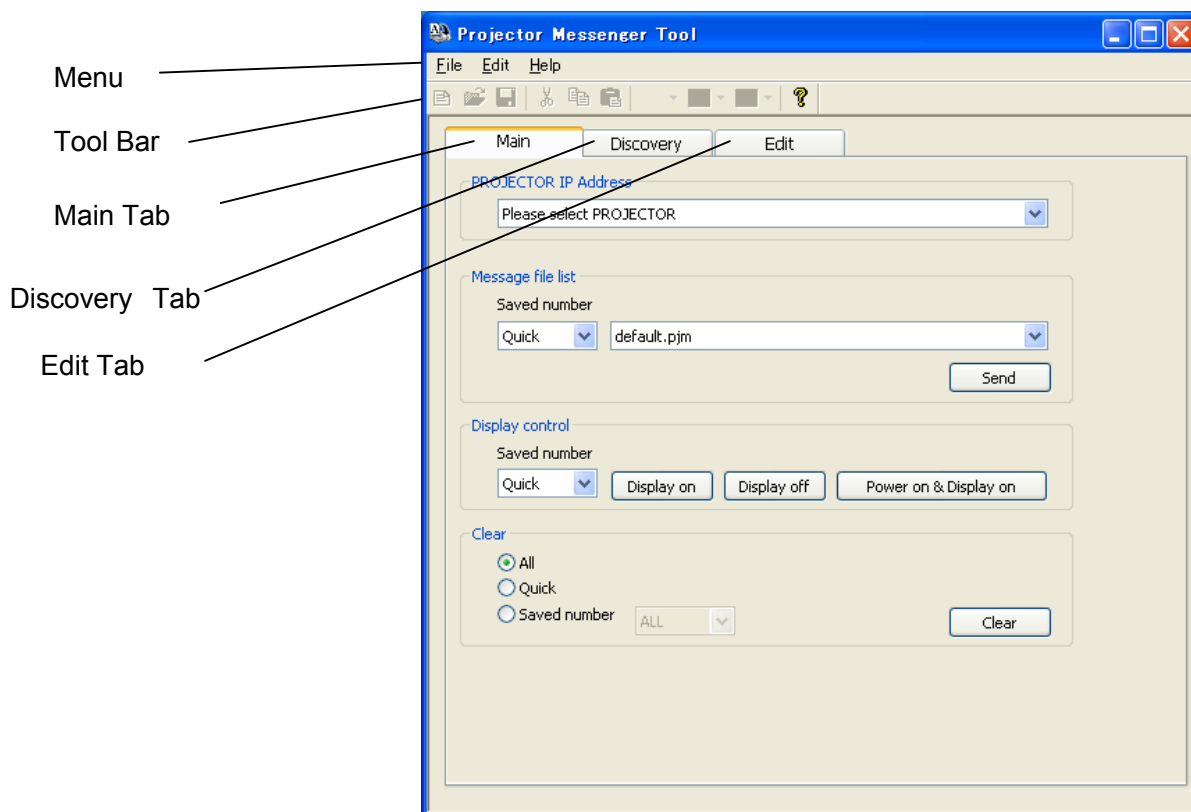 Projector Messenger Tool
Menu
File Edit Help
Tool Bar
Main Discovery Edit
Main Tab
PROJECTOR IP Address
Please select PROJECTOR
Discovery Tab
Message file list
Saved number
Quick default.pjm
Edit Tab
Send
Display control
Saved number
Quick Display on Display off Power on & Display on
Clear
All
Quick
Saved number ALL Clear